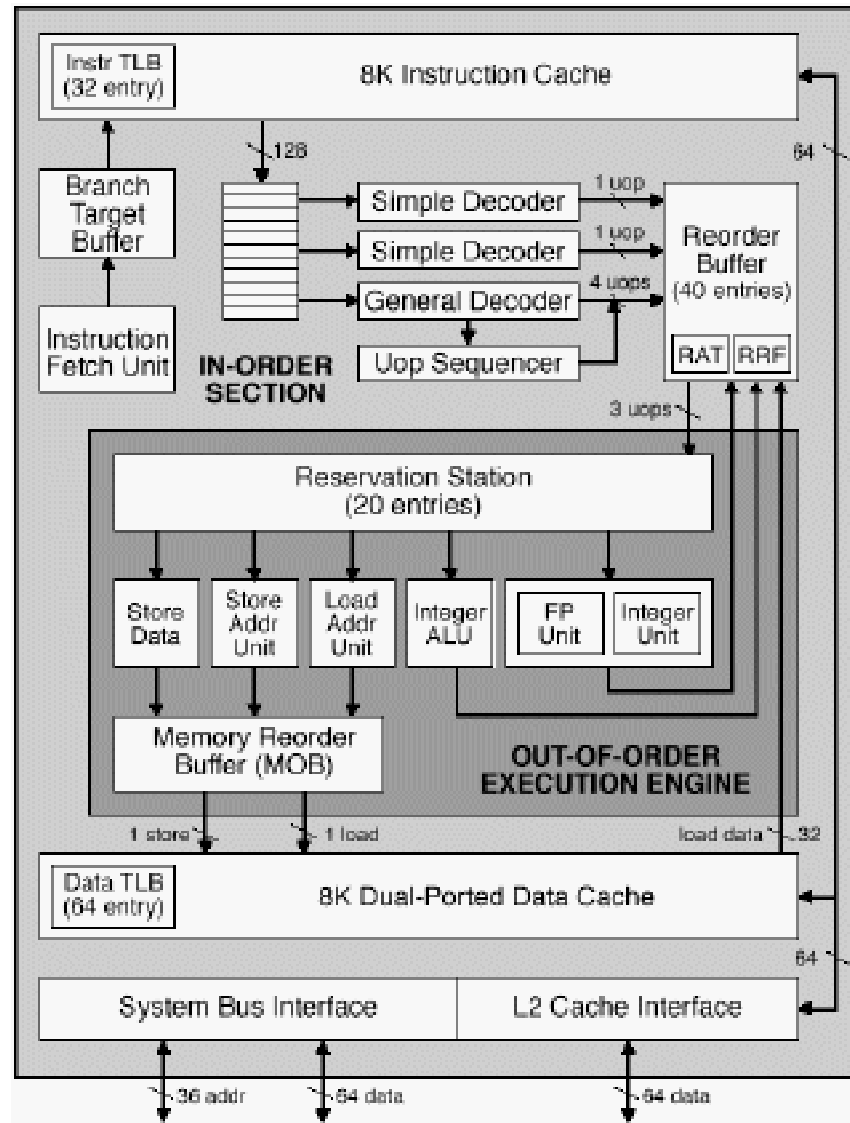 Instr TLB
(32 entry)
8K Instruction Cache
128
64
Branch
Target
Buffer
Simple Decoder
1 uop
Simple Decoder
1 uop
General Decoder
4 uops
Uop Sequencer
Reorder
Buffer
(40 entries)
RAT
RRF
Instruction
Fetch Unit
IN-ORDER
SECTION
3 uops
Reservation Station
(20 entries)
Store
Data
Store
Addr
Unit
Load
Addr
Unit
Integer
ALU
FP
Unit
Integer
Unit
Memory Reorder
Buffer (MOB)
OUT-OF-ORDER
EXECUTION ENGINE
1 store
1 load
load data
32
Data TLB
(64 entry)
8K Dual-Ported Data Cache
64
System Bus Interface
L2 Cache Interface
36 addr
64 data
64 data